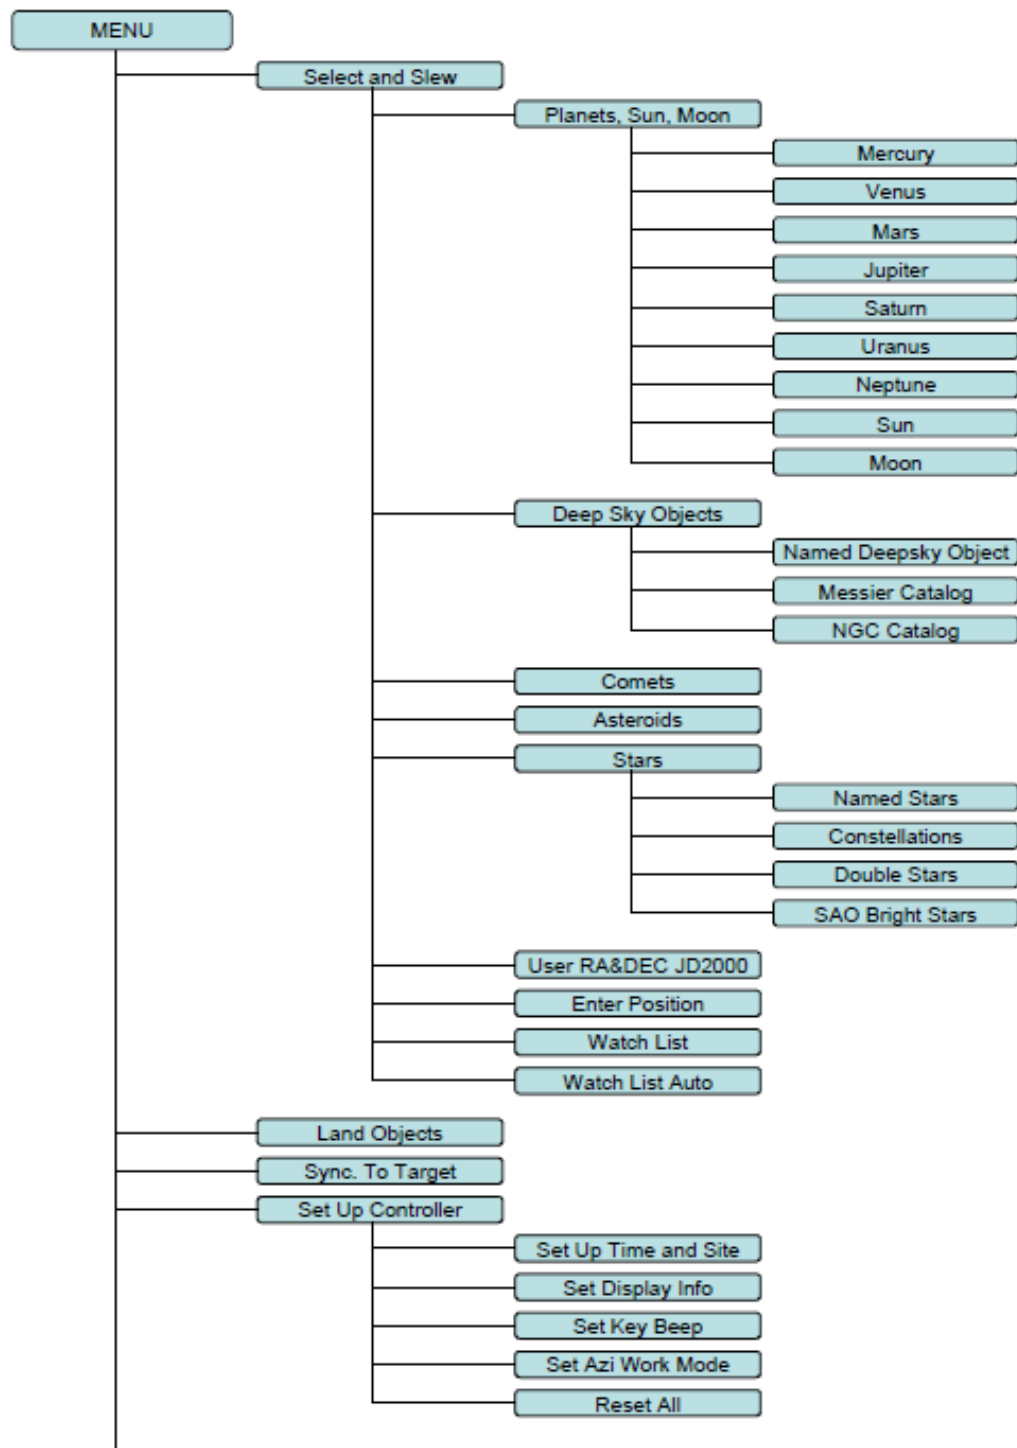 MENU
Select and Slew
Planets, Sun, Moon
Mercury
Venus
Mars
Jupiter
Saturn
Uranus
Neptune
Sun
Moon
Deep Sky Objects
Named Deepsky Object
Messier Catalog
NGC Catalog
Comets
Asteroids
Stars
Named Stars
Constellations
Double Stars
SAO Bright Stars
User RA&DEC JD2000
Enter Position
Watch List
Watch List Auto
Land Objects
Sync. To Target
Set Up Controller
Set Up Time and Site
Set Display Info
Set Key Beep
Set Azi Work Mode
Reset All